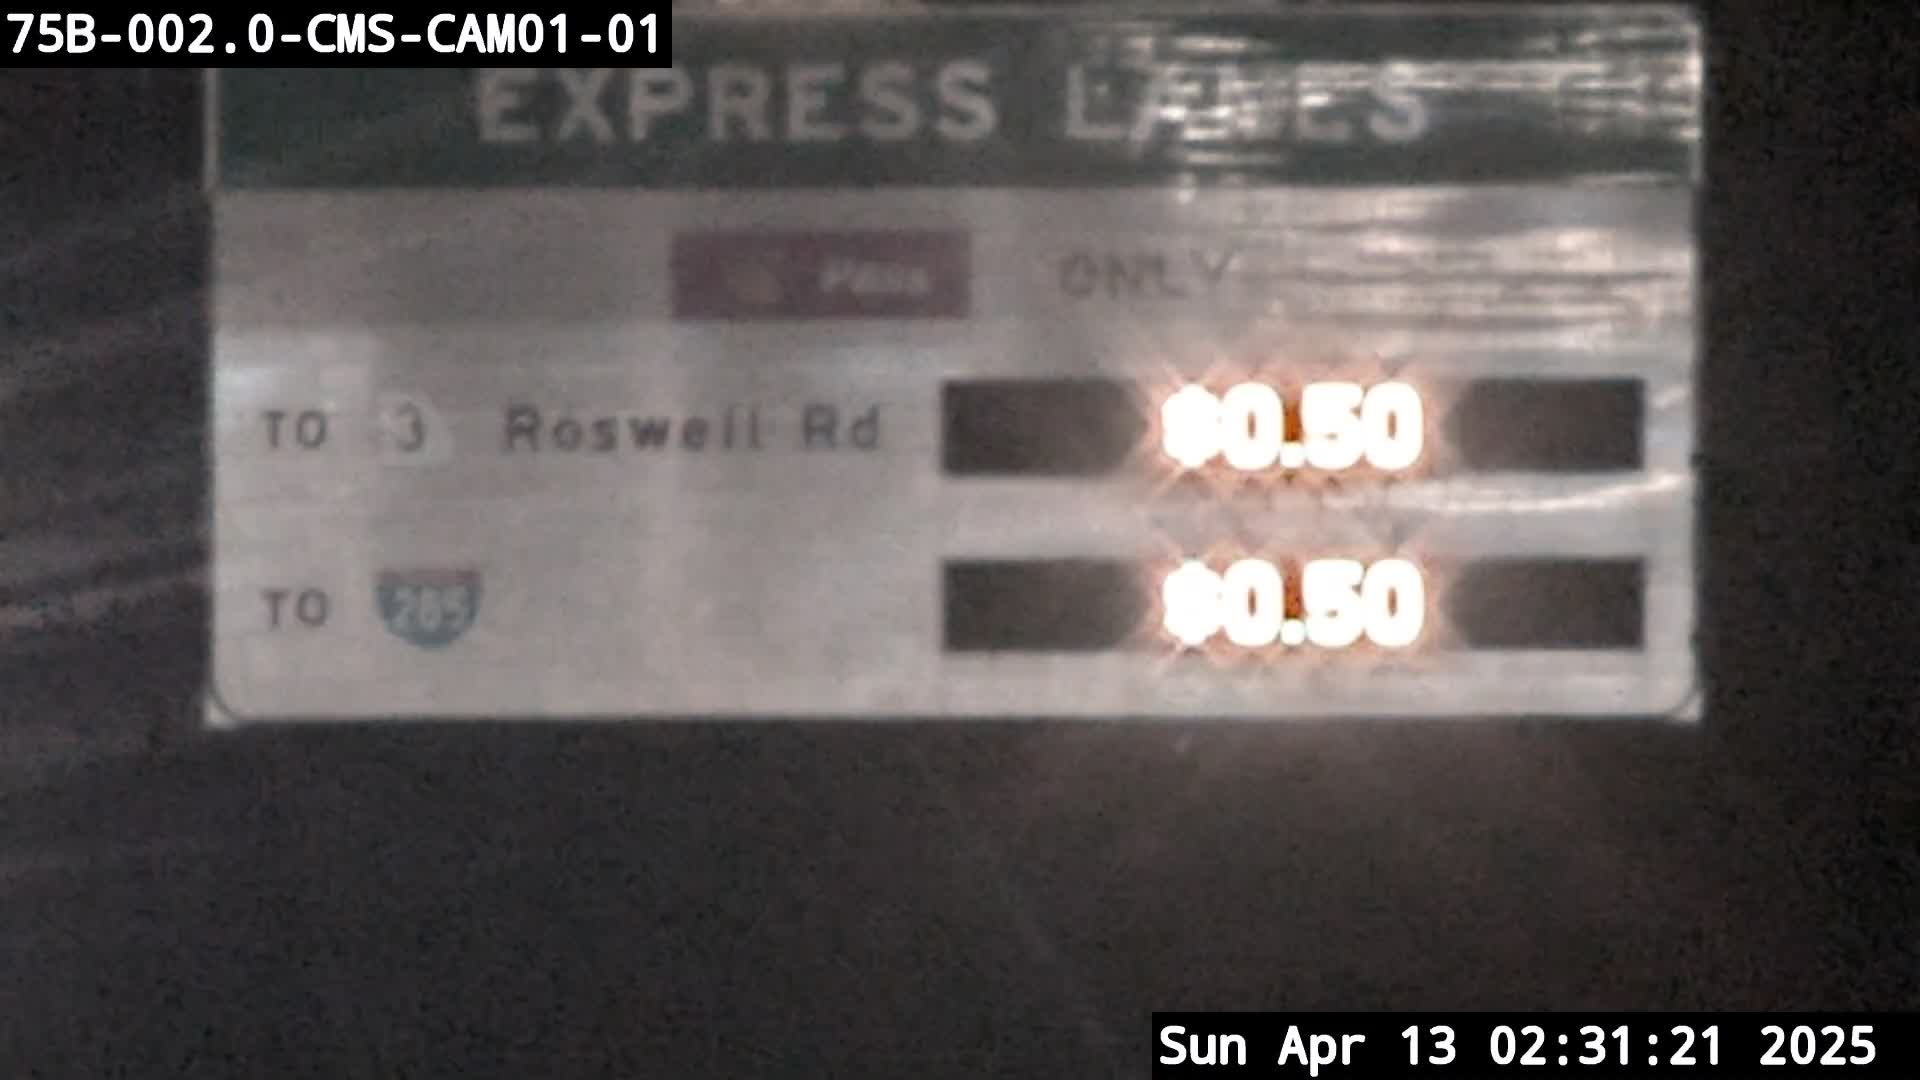 75B-002.0-CMS-CAM01-01
EXPRESS LANES
Pass ONLY
TO 3 Roswell Rd $0.50
TO 285 $0.50
Sun Apr 13 02:31:21 2025